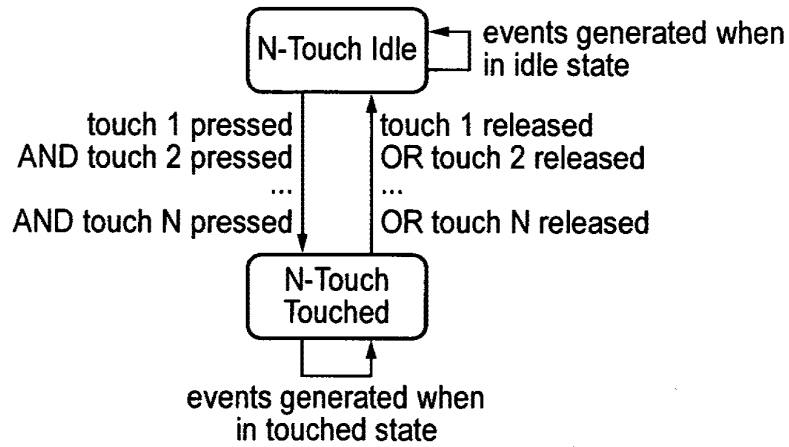 N-Touch Idle
events generated when
in idle state
touch 1 pressed
AND touch 2 pressed
...
AND touch N pressed
touch 1 released
OR touch 2 released
...
OR touch N released
N-Touch
Touched
events generated when
in touched state